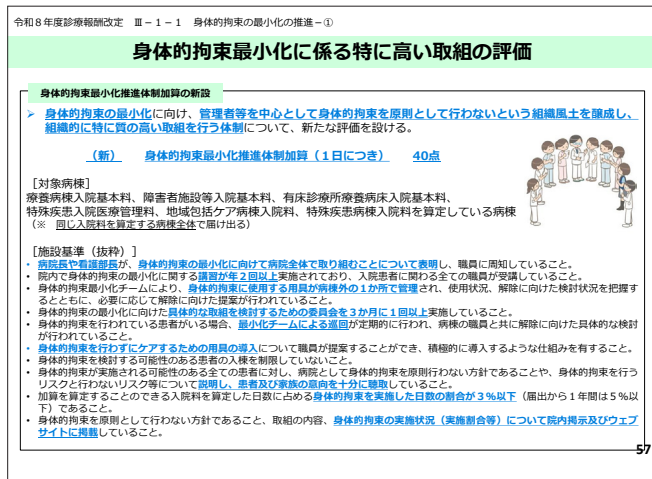 令和８年度診療報酬改定　Ⅲ－１－１　身体的拘束の最小化の推進－①
身体的拘束最小化に係る特に高い取組の評価
身体的拘束最小化推進体制加算の新設
➢ 身体的拘束の最小化に向け、管理者等を中心として身体的拘束を原則として行わないという組織風土を醸成し、
組織的に特に質の高い取組を行う体制について、新たな評価を設ける。
（新）　身体的拘束最小化推進体制加算（１日につき）　40点
［対象病棟］
療養病棟入院基本料、障害者施設等入院基本料、有床診療所療養病床入院基本料、
特殊疾患入院医療管理料、地域包括ケア病棟入院料、特殊疾患病棟入院料を算定している病棟
（※　同じ入院料を算定する病棟全体で届け出る）
［施設基準（抜粋）］
• 病院長や看護部長が、身体的拘束の最小化に向けて病院全体で取り組むことについて表明し、職員に周知していること。
• 院内で身体的拘束の最小化に関する講習が年２回以上実施されており、入院患者に関わる全ての職員が受講していること。
• 身体的拘束最小化チームにより、身体的拘束に使用する用具が病棟外の１か所で管理され、使用状況、解除に向けた検討状況を把握す
るとともに、必要に応じて解除に向けた提案が行われていること。
• 身体的拘束の最小化に向けた具体的な取組を検討するための委員会を３か月に１回以上実施していること。
• 身体的拘束を行われている患者がいる場合、最小化チームによる巡回が定期的に行われ、病棟の職員と共に解除に向けた具体的な検討
が行われていること。
• 身体的拘束を行わずにケアするための用具の導入について職員が提案することができ、積極的に導入するような仕組みを有すること。
• 身体的拘束を検討する可能性のある患者の入棟を制限していないこと。
• 身体的拘束が実施される可能性のある全ての患者に対し、病院として身体的拘束を原則行わない方針であることや、身体的拘束を行う
リスクと行わないリスク等について説明し、患者及び家族の意向を十分に聴取していること。
• 加算を算定することのできる入院料を算定した日数に占める身体的拘束を実施した日数の割合が３％以下（届出から１年間は５％以
下）であること。
• 身体的拘束を原則として行わない方針であること、取組の内容、身体的拘束の実施状況（実施割合等）について院内掲示及びウェブ
サイトに掲載していること。
57